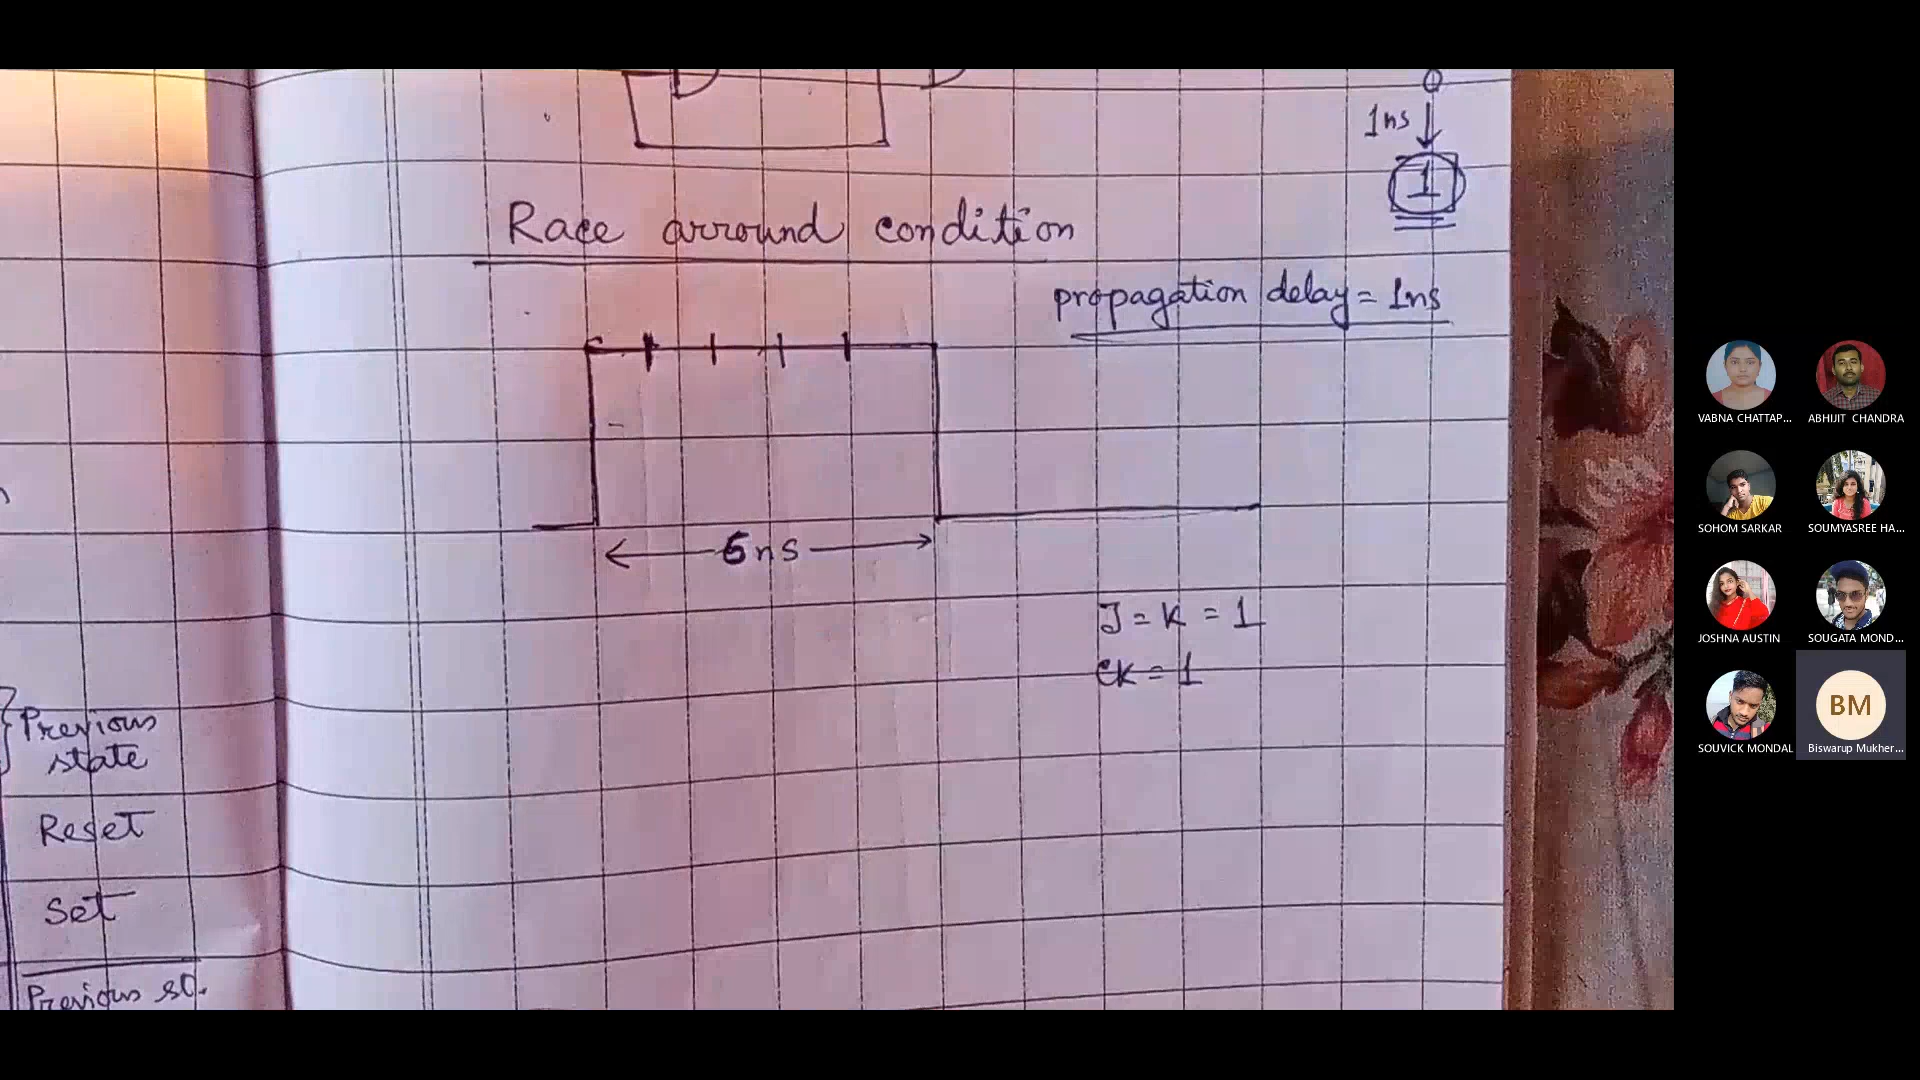 1ns
1
Race arround condition
propagation delay = 1ns
5ns
J = K = 1
CK = 1
Previous
state
Reset
Set
Previous st.
VABNA CHATTAP...
ABHIJIT CHANDRA
SOHOM SARKAR
SOUMYASREE HA...
JOSHNA AUSTIN
SOUGATA MOND...
SOUVICK MONDAL
BM
Biswarup Mukher...